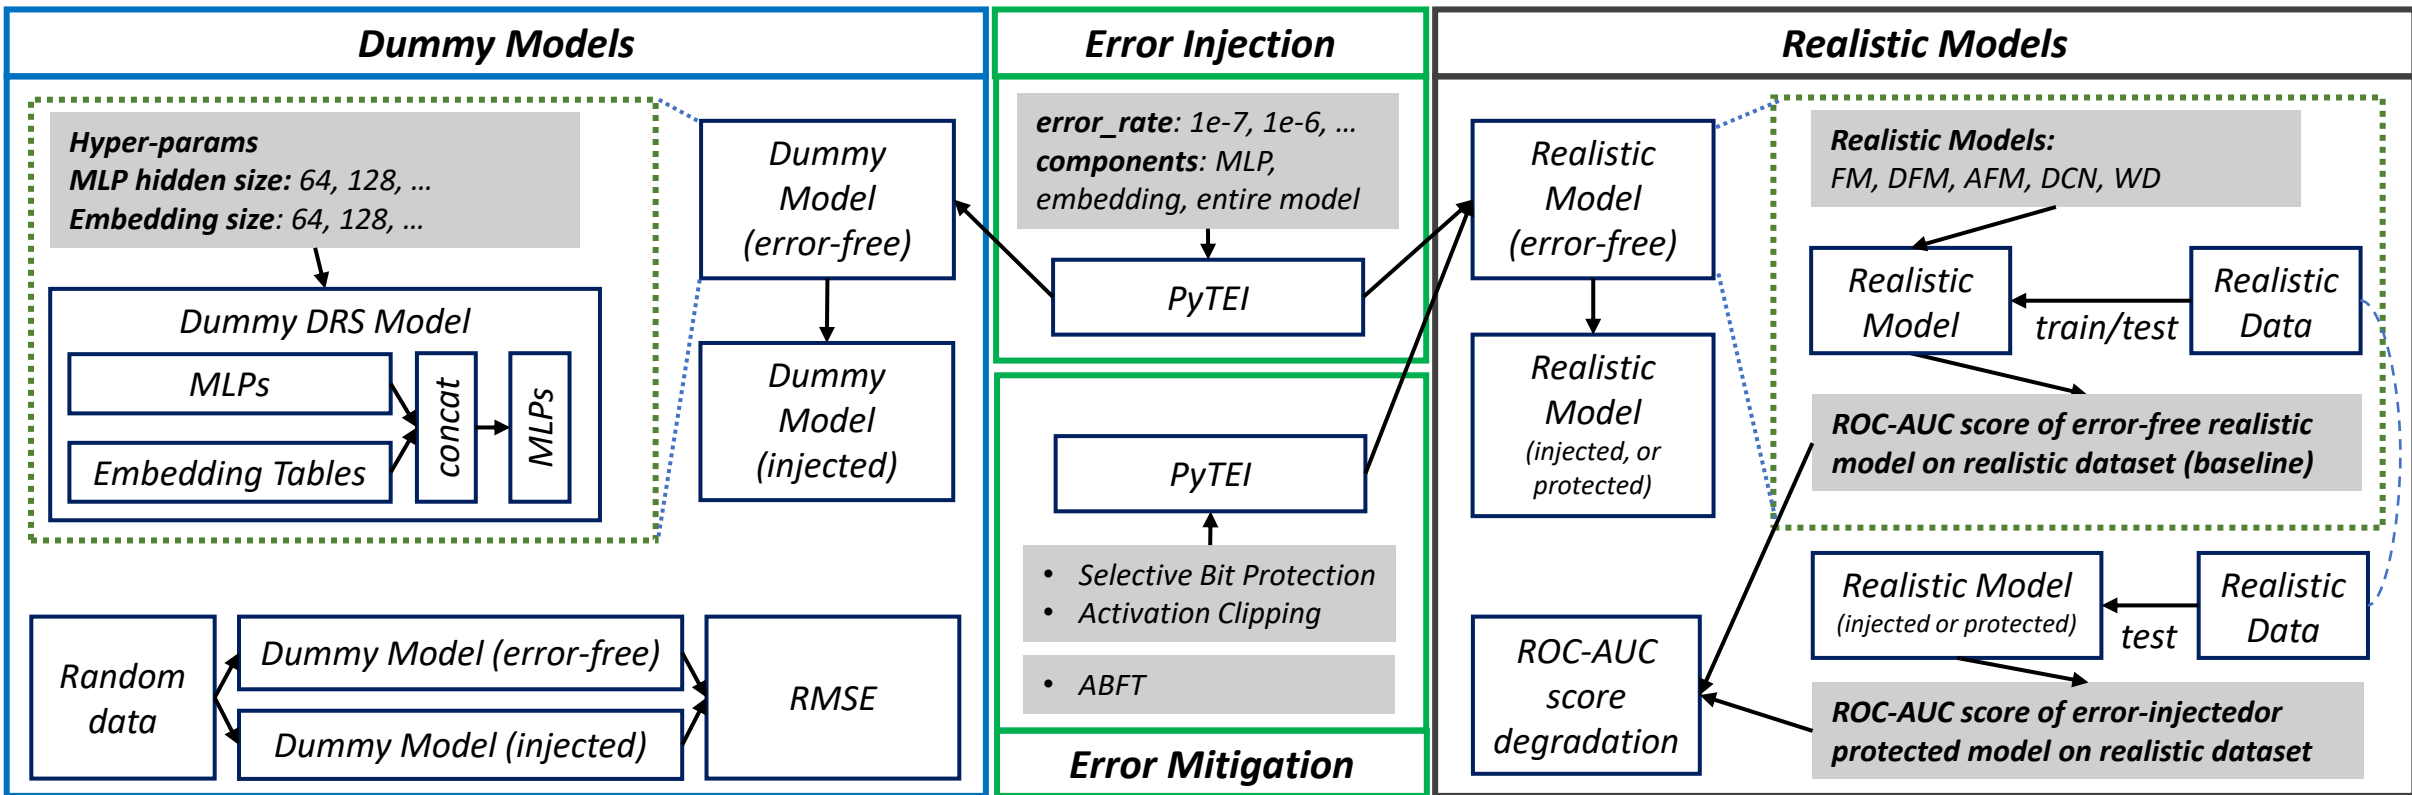 Dummy Models
Hyper-params
MLP hidden size: 64, 128, ...
Embedding size: 64, 128, ...
Dummy DRS Model
MLPs
Embedding Tables
concat
MLPs
Dummy
Model
(error-free)
Dummy
Model
(injected)
Random
data
Dummy Model (error-free)
Dummy Model (injected)
RMSE
Error Injection
error_rate: 1e-7, 1e-6, ...
components: MLP,
embedding, entire model
PyTEI
PyTEI
• Selective Bit Protection
• Activation Clipping
• ABFT
Error Mitigation
Realistic Models
Realistic
Model
(error-free)
Realistic
Model
(injected, or
protected)
Realistic Models:
FM, DFM, AFM, DCN, WD
Realistic
Model
train/test
Realistic
Data
ROC-AUC score of error-free realistic
model on realistic dataset (baseline)
Realistic Model
(injected or protected)
test
Realistic
Data
ROC-AUC
score
degradation
ROC-AUC score of error-injectedor
protected model on realistic dataset